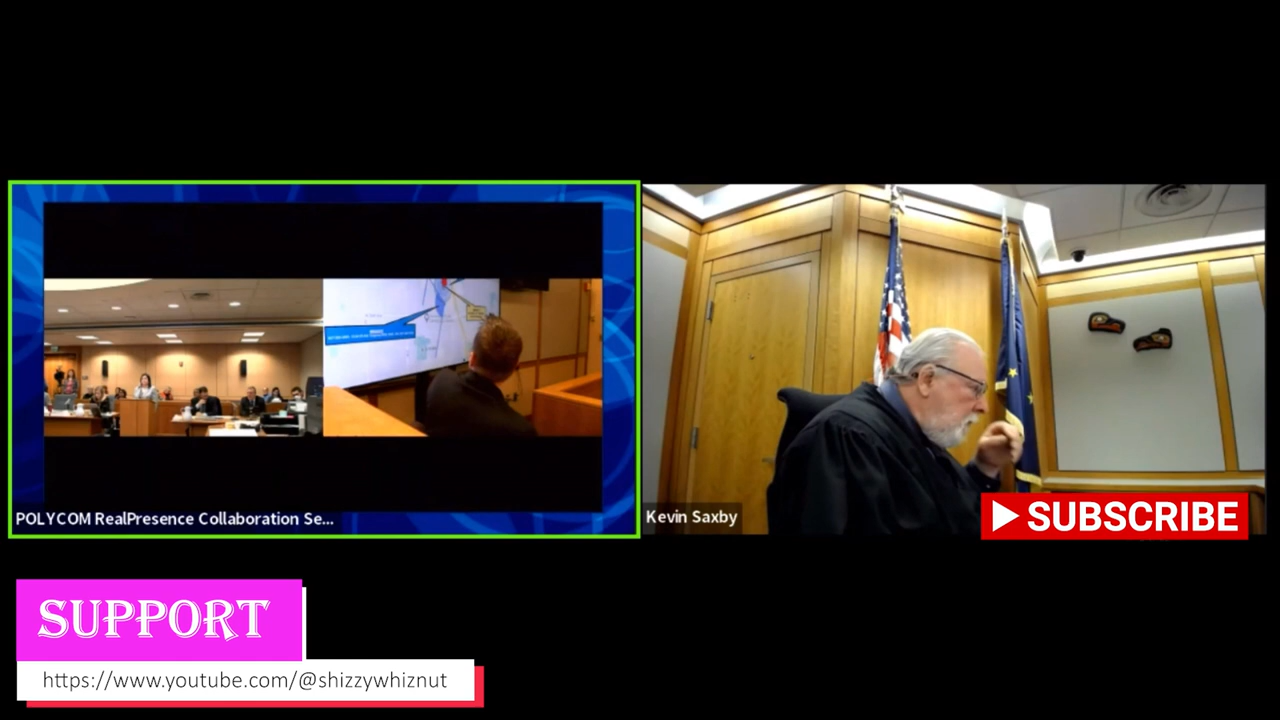 POLYCOM RealPresence Collaboration Se...
Kevin Saxby
SUBSCRIBE
SUPPORT
https://www.youtube.com/@shizzywhiznut